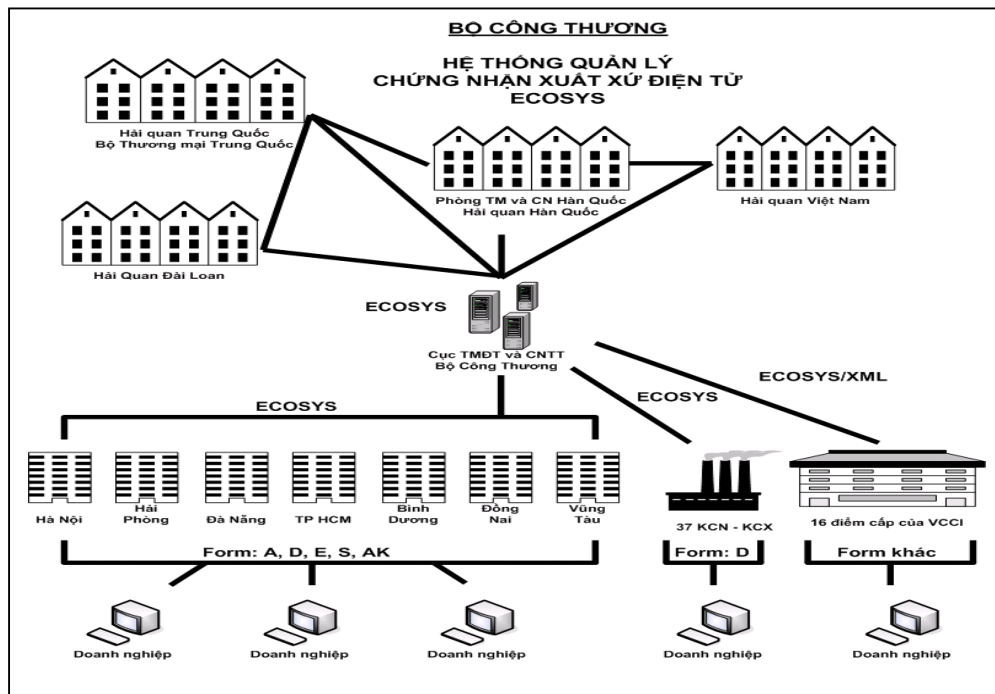 BỘ CÔNG THƯƠNG
HỆ THỐNG QUẢN LÝ
CHỨNG NHẬN XUẤT XỨ ĐIỆN TỬ
ECOSYS
Hải quan Trung Quốc
Bộ Thương mại Trung Quốc
Phòng TM và CN Hàn Quốc
Hải quan Hàn Quốc
Hải quan Việt Nam
Hải Quan Đài Loan
ECOSYS
Cục TMĐT và CNTT
Bộ Công Thương
ECOSYS/XML
ECOSYS
ECOSYS
Hà Nội
Hải
Phòng
Đà Nẵng
TP HCM
Bình
Dương
Đồng
Nai
Vũng
Tàu
37 KCN - KCX
16 điểm cấp của VCCI
Form: A, D, E, S, AK
Form: D
Form khác
Doanh nghiệp
Doanh nghiệp
Doanh nghiệp
Doanh nghiệp
Doanh nghiệp